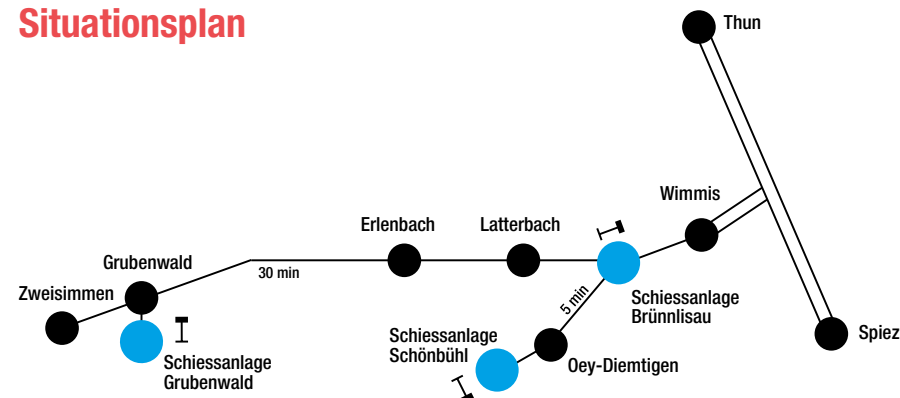 Situationsplan
Thun
Wimmis
Erlenbach
Latterbach
Grubenwald
30 min
Zweisimmen
5 min
Schiessanlage
Brünnlisau
Spiez
Schiessanlage
Schönbühl
Oey-Diemtigen
Schiessanlage
Grubenwald